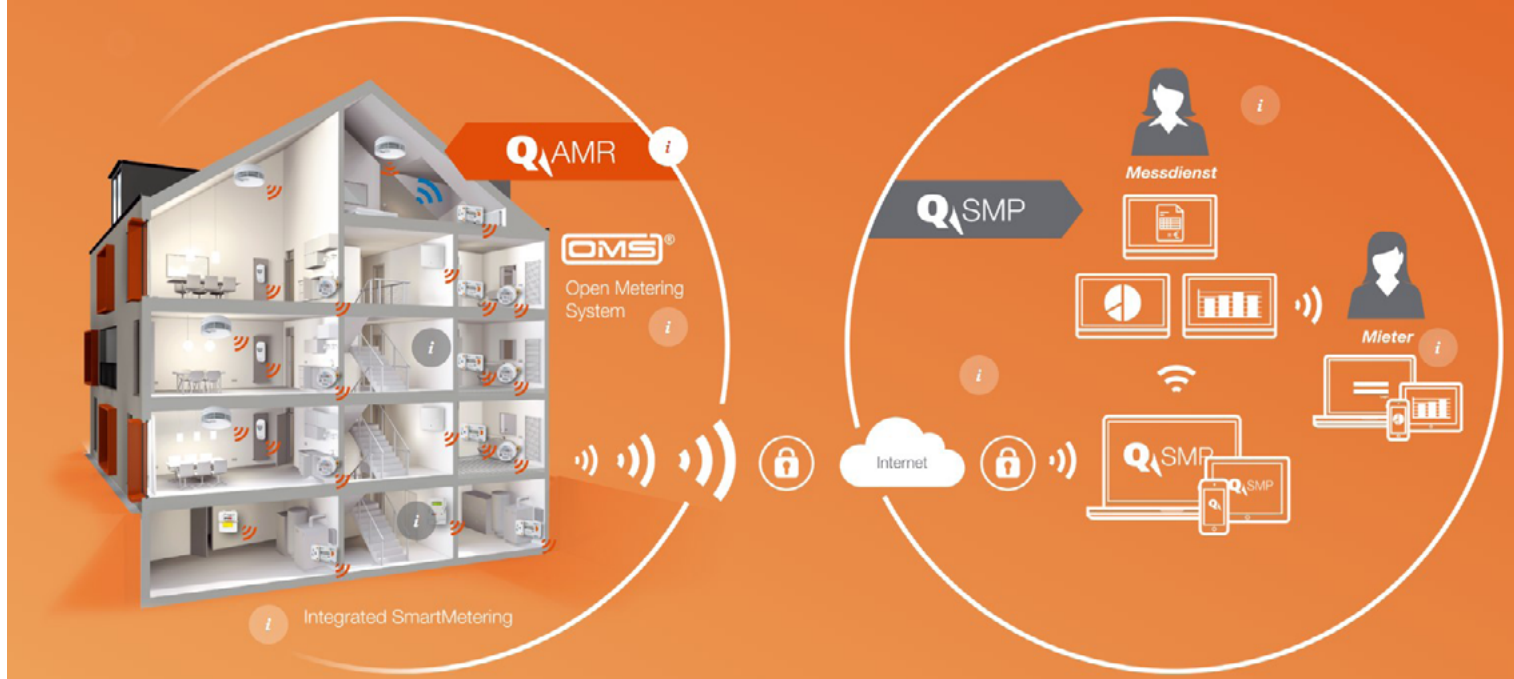 Q AMR
i
OMS®
Open Metering
System
i
i
i
i
Integrated SmartMetering
Internet
Q SMP
i
Messdienst
i
Mieter
i
Q SMP
Q SMP
Q